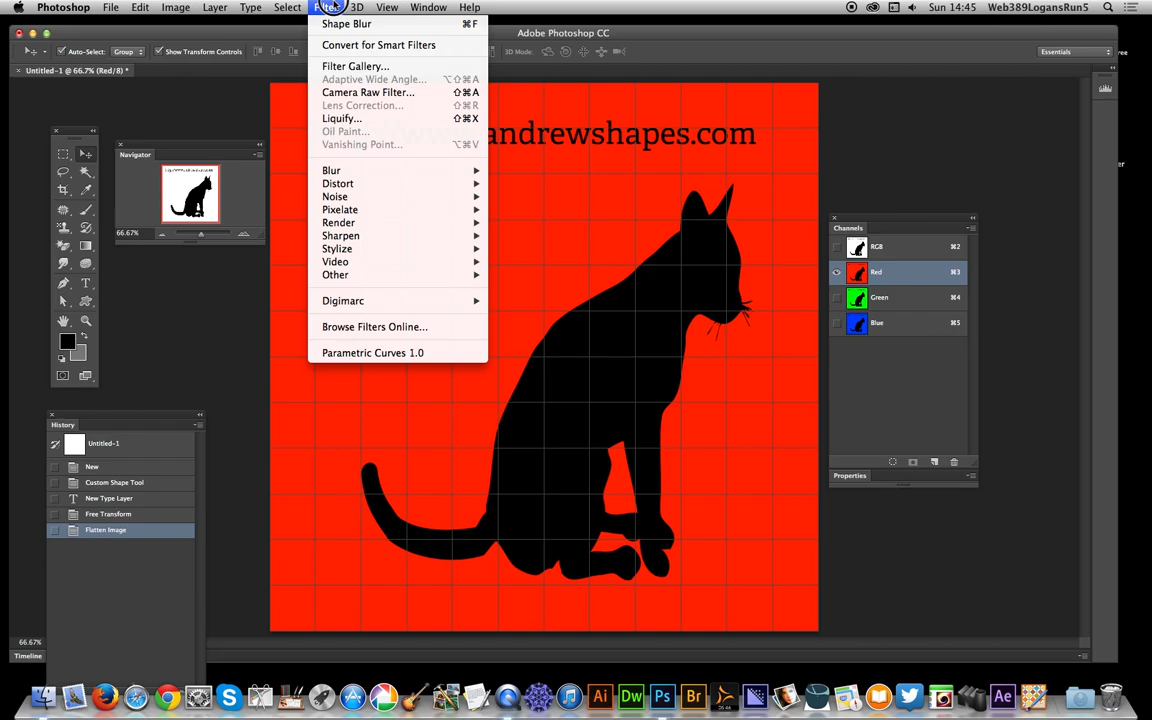 Photoshop File Edit Image Layer Type Select Filter 3D View Window Help Sun 14:45 Web389LogansRun5
Adobe Photoshop CC
Auto-Select: Group Show Transform Controls 3D Mode: Essentials
Untitled-1 @ 66.7% (Red/8) *
Shape Blur ⌘F
Convert for Smart Filters
Filter Gallery...
Adaptive Wide Angle... ⌥⇧⌘A
Camera Raw Filter... ⇧⌘A
Lens Correction... ⇧⌘R
Liquify... ⇧⌘X
Oil Paint...
Vanishing Point... ⌥⌘V
Blur
Distort
Noise
Pixelate
Render
Sharpen
Stylize
Video
Other
Digimarc
Browse Filters Online...
Parametric Curves 1.0
andrewshapes.com
Navigator
66.67%
Channels
RGB ⌘2
Red ⌘3
Green ⌘4
Blue ⌘5
Properties
T
History
Untitled-1
New
Custom Shape Tool
T New Type Layer
Free Transform
Flatten Image
66.67%
Timeline
Ai Dw Ps Br Ae